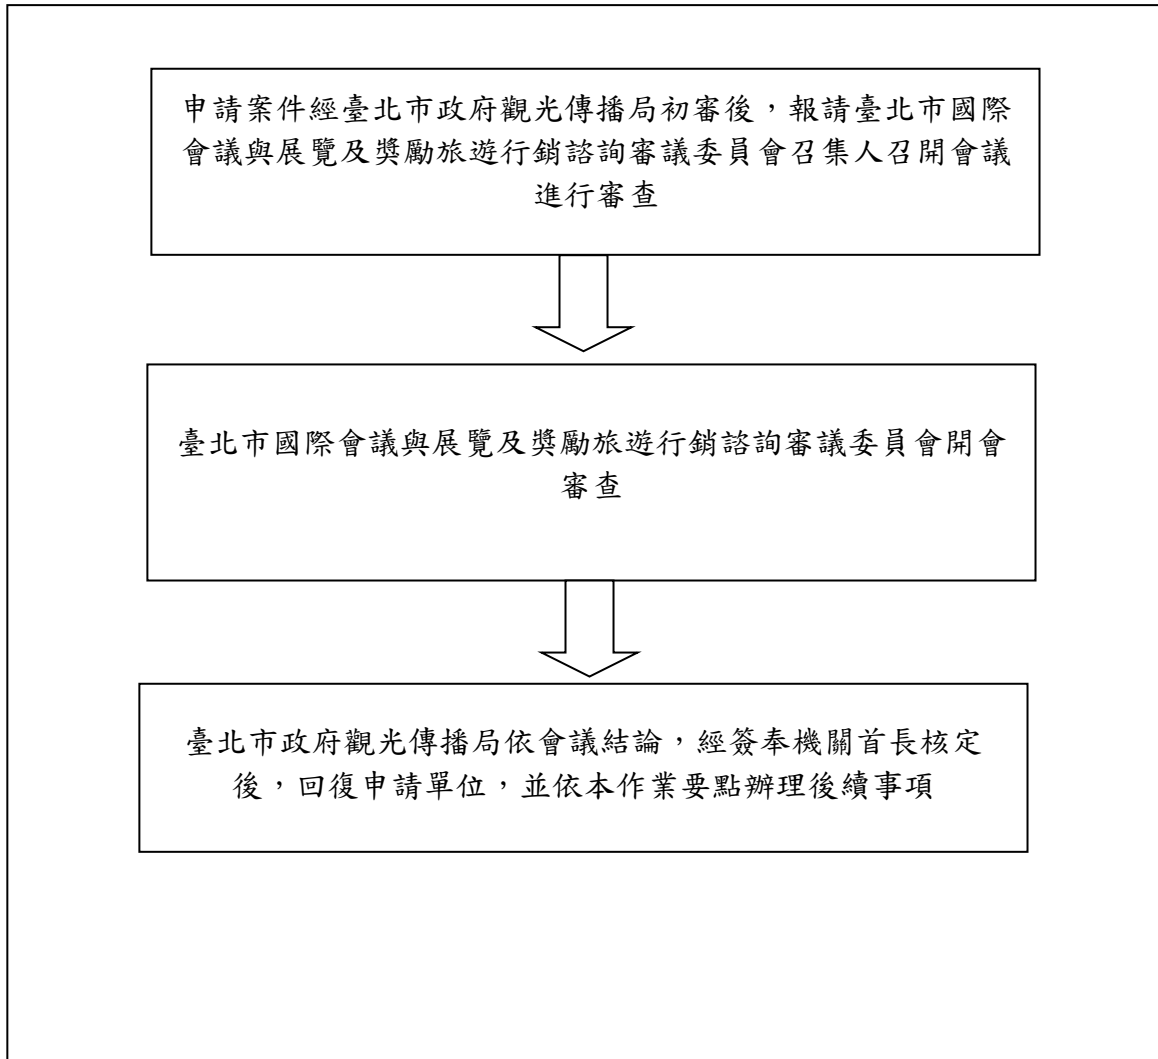 申請案件經臺北市政府觀光傳播局初審後，報請臺北市國際
會議與展覽及獎勵旅遊行銷諮詢審議委員會召集人召開會議
進行審查
臺北市國際會議與展覽及獎勵旅遊行銷諮詢審議委員會開會
審查
臺北市政府觀光傳播局依會議結論，經簽奉機關首長核定
後，回復申請單位，並依本作業要點辦理後續事項